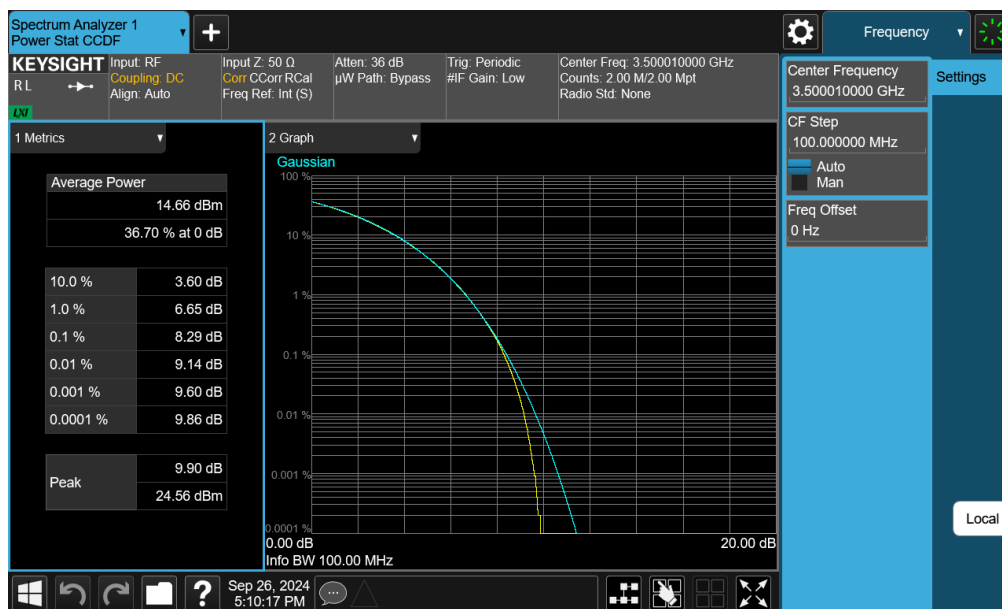 Spectrum Analyzer 1
Power Stat CCDF
Frequency
KEYSIGHT
RL
LXI
Input: RF
Coupling: DC
Align: Auto
Input Z: 50 Ω
Corr CCorr RCal
Freq Ref: Int (S)
Atten: 36 dB
µW Path: Bypass
Trig: Periodic
#IF Gain: Low
Center Freq: 3.500010000 GHz
Counts: 2.00 M/2.00 Mpt
Radio Std: None
Center Frequency
3.500010000 GHz
Settings
CF Step
100.000000 MHz
Auto
Man
Freq Offset
0 Hz
Local
1 Metrics
Average Power
14.66 dBm
36.70 % at 0 dB
10.0 % 3.60 dB
1.0 % 6.65 dB
0.1 % 8.29 dB
0.01 % 9.14 dB
0.001 % 9.60 dB
0.0001 % 9.86 dB
Peak 9.90 dB
24.56 dBm
2 Graph
Gaussian
100 %
10 %
1 %
0.1 %
0.01 %
0.001 %
0.0001 %
0.00 dB 20.00 dB
Info BW 100.00 MHz
?
Sep 26, 2024
5:10:17 PM